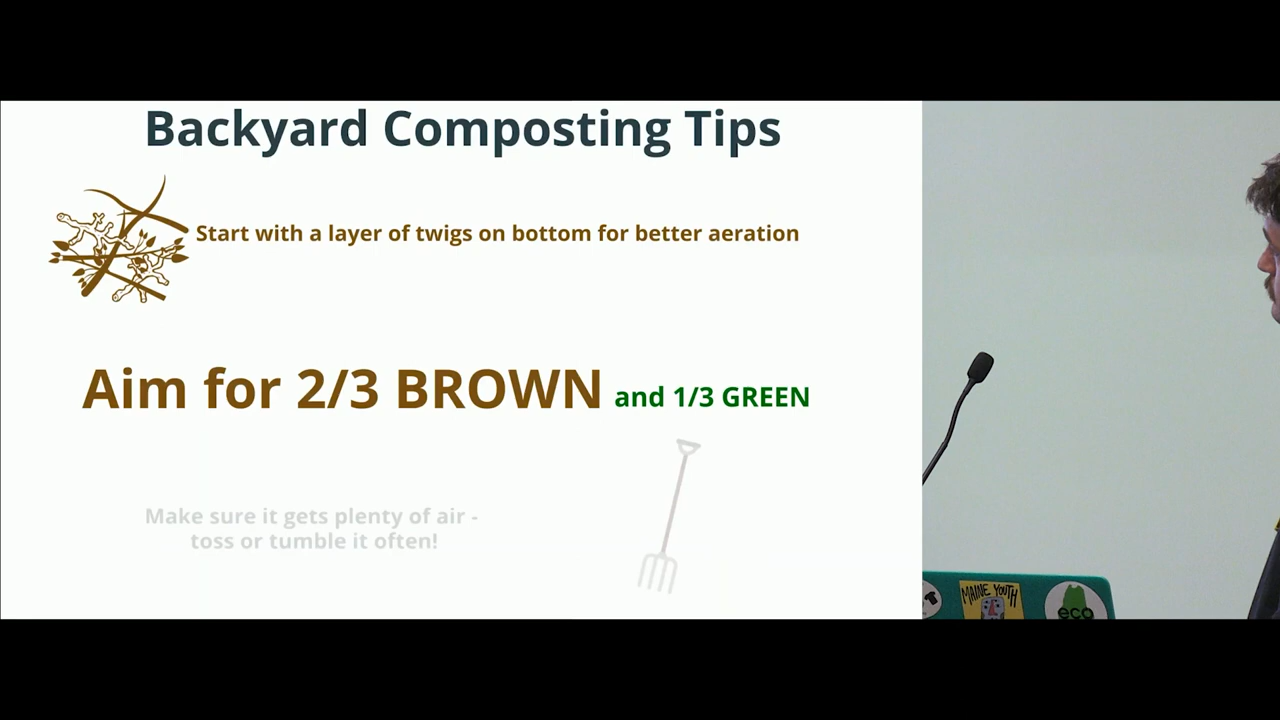 Backyard Composting Tips
Start with a layer of twigs on bottom for better aeration
Aim for 2/3 BROWN and 1/3 GREEN
Make sure it gets plenty of air -
toss or tumble it often!
MAINE YOUTH
eco